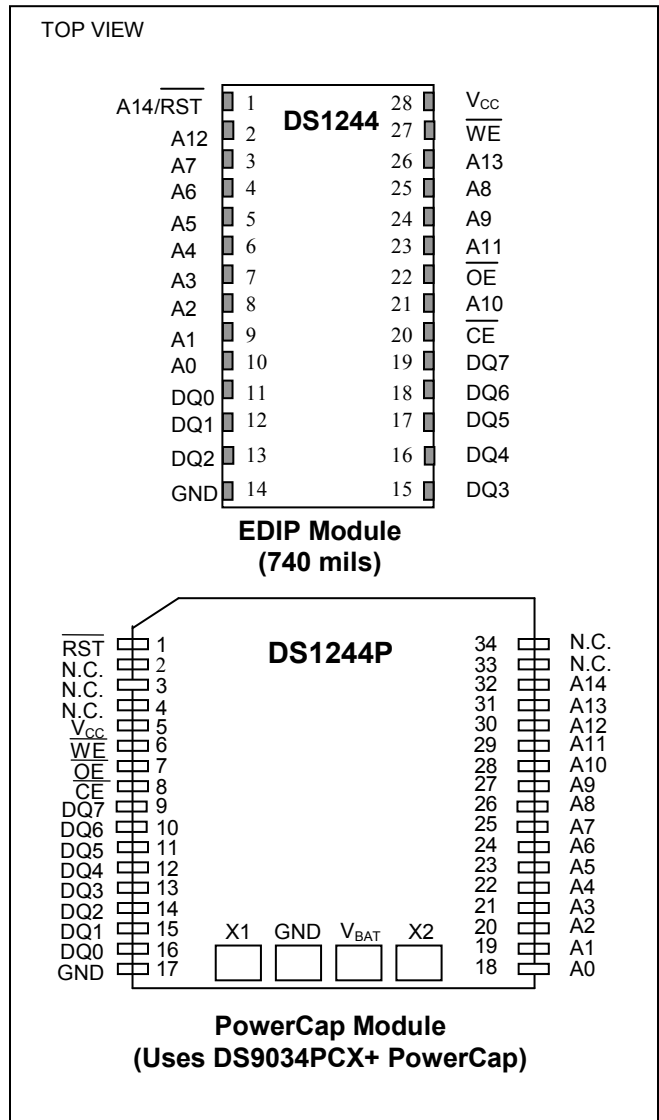 TOP VIEW
A14/RST 1 DS1244 28 VCC
A12 2 27 WE
A7 3 26 A13
A6 4 25 A8
A5 5 24 A9
A4 6 23 A11
A3 7 22 OE
A2 8 21 A10
A1 9 20 CE
A0 10 19 DQ7
DQ0 11 18 DQ6
DQ1 12 17 DQ5
DQ2 13 16 DQ4
GND 14 15 DQ3
EDIP Module
(740 mils)
RST 1 DS1244P 34 N.C.
N.C. 2 33 N.C.
N.C. 3 32 A14
N.C. 4 31 A13
VCC 5 30 A12
WE 6 29 A11
OE 7 28 A10
CE 8 27 A9
DQ7 9 26 A8
DQ6 10 25 A7
DQ5 11 24 A6
DQ4 12 23 A5
DQ3 13 22 A4
DQ2 14 21 A3
DQ1 15 20 A2
DQ0 16 19 A1
GND 17 18 A0
X1 GND VBAT X2
PowerCap Module
(Uses DS9034PCX+ PowerCap)